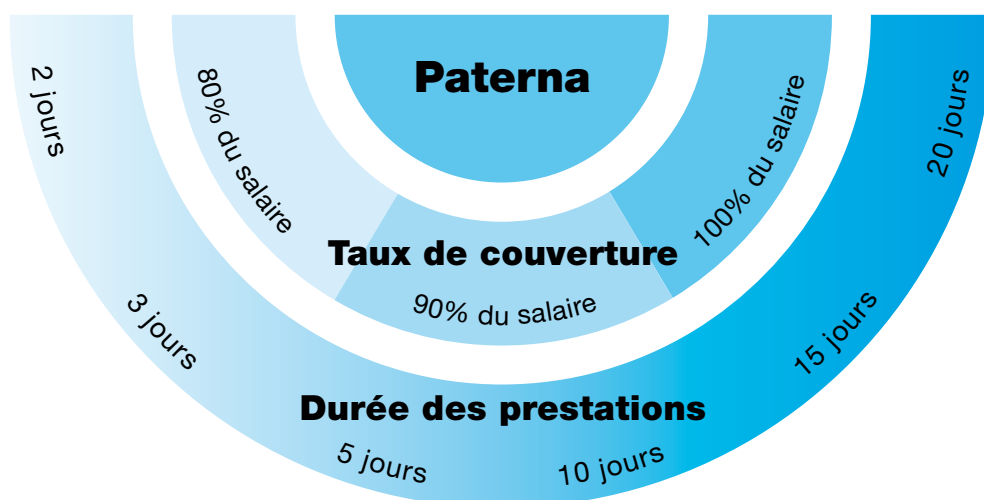 Paterna
80% du salaire
Taux de couverture
90% du salaire
100% du salaire
2 jours
3 jours
Durée des prestations
5 jours
10 jours
15 jours
20 jours